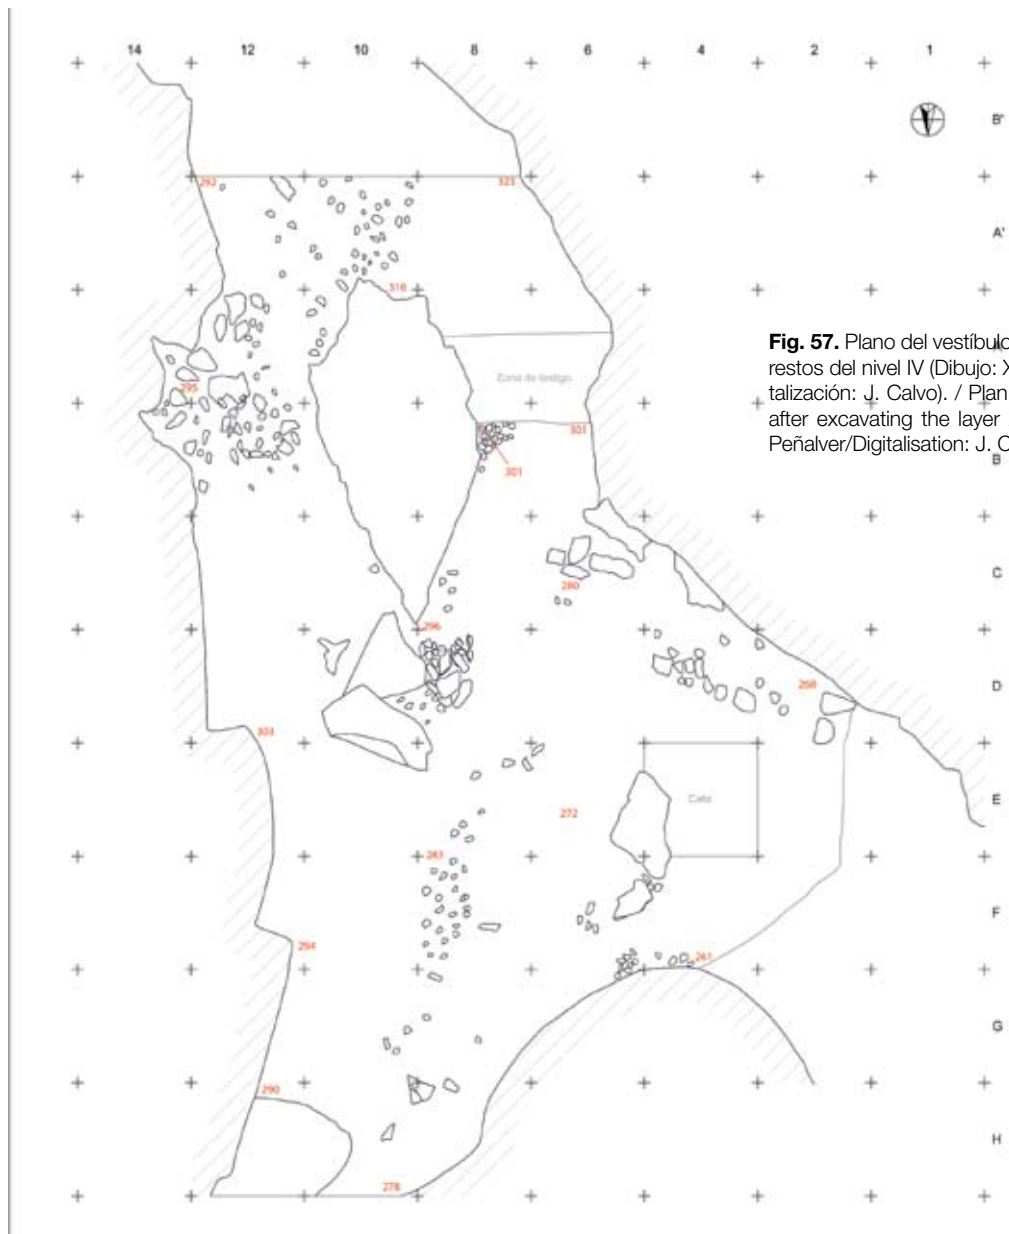 14 12 10 8 6 4 2 1
B'
292 323
A'
316
Fig. 57. Plano del vestíbulo
restos del nivel IV (Dibujo: X
talización: J. Calvo). / Plan
after excavating the layer
Peñalver/Digitalisation: J. C
Zona de testigo
295
301
301
B
C
280
296
D
268
303
E
Cata
272
283
F
294
261
G
290
H
278